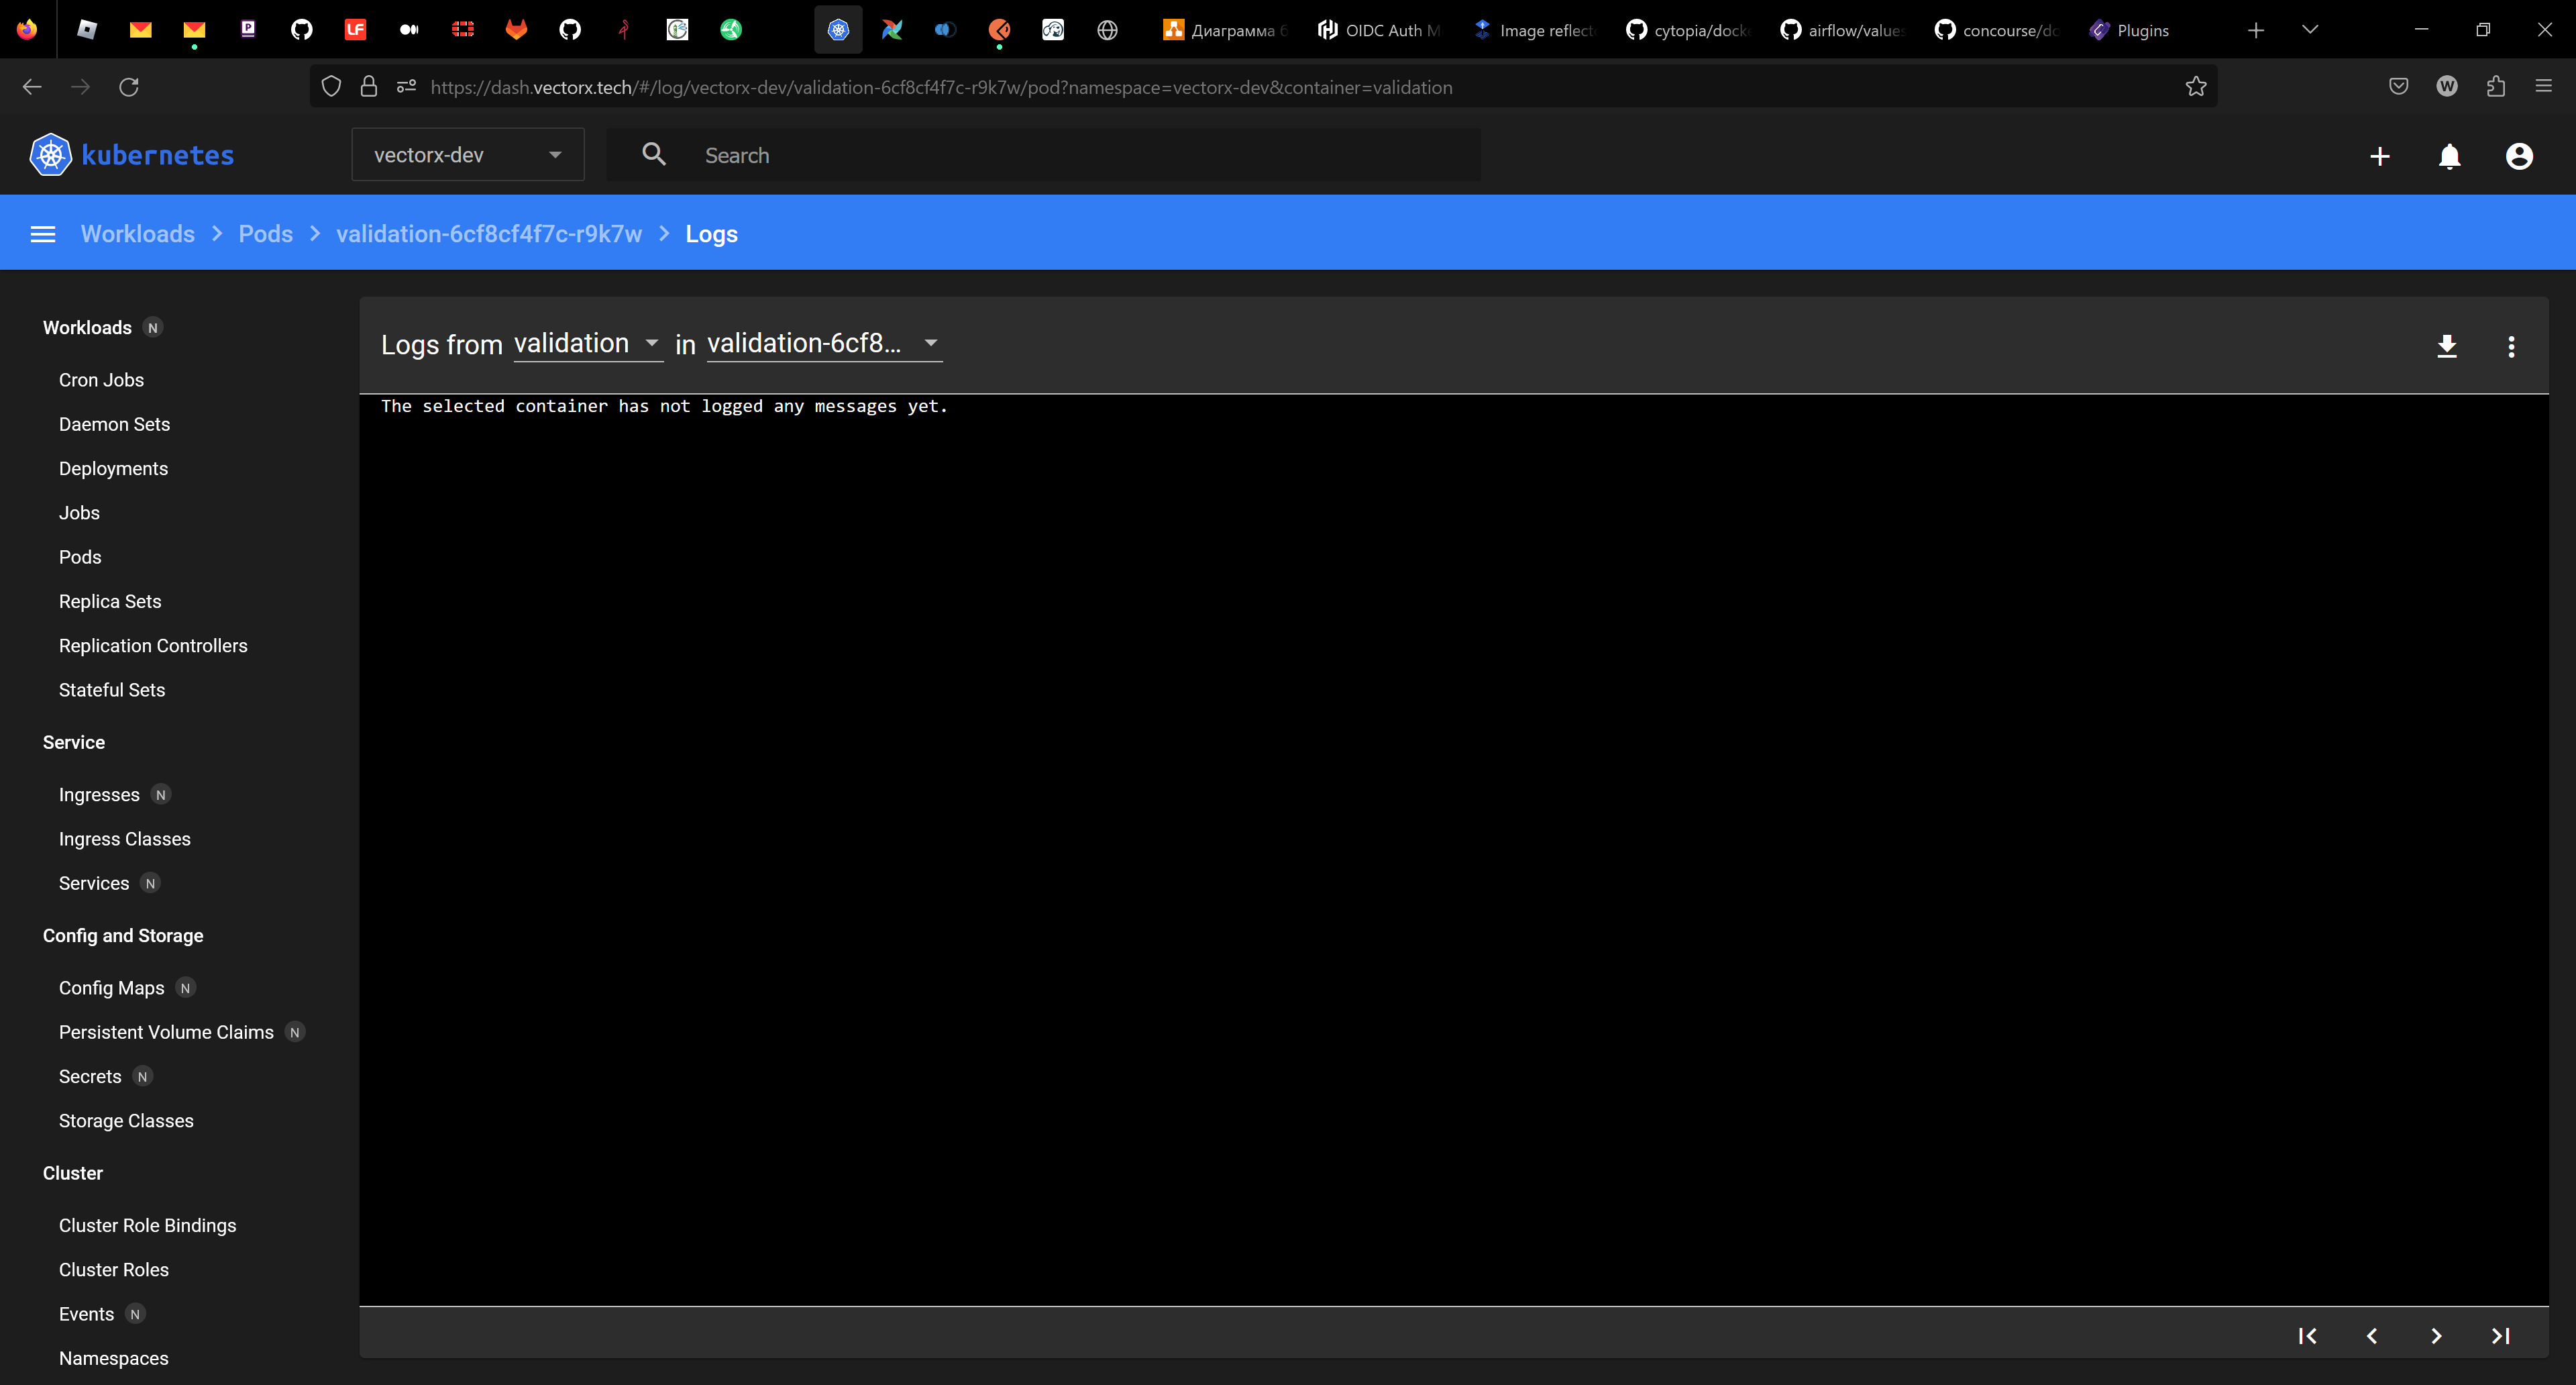 Диаграмма
OIDC Auth M
Image reflect
cytopia/dock
airflow/values
concourse/do
Plugins
https://dash.vectorx.tech/#/log/vectorx-dev/validation-6cf8cf4f7c-r9k7w/pod?namespace=vectorx-dev&container=validation
W
kubernetes
vectorx-dev
Search
Workloads > Pods > validation-6cf8cf4f7c-r9k7w > Logs
Workloads N
Cron Jobs
Daemon Sets
Deployments
Jobs
Pods
Replica Sets
Replication Controllers
Stateful Sets
Service
Ingresses N
Ingress Classes
Services N
Config and Storage
Config Maps N
Persistent Volume Claims N
Secrets N
Storage Classes
Cluster
Cluster Role Bindings
Cluster Roles
Events N
Namespaces
Logs from validation in validation-6cf8...
The selected container has not logged any messages yet.